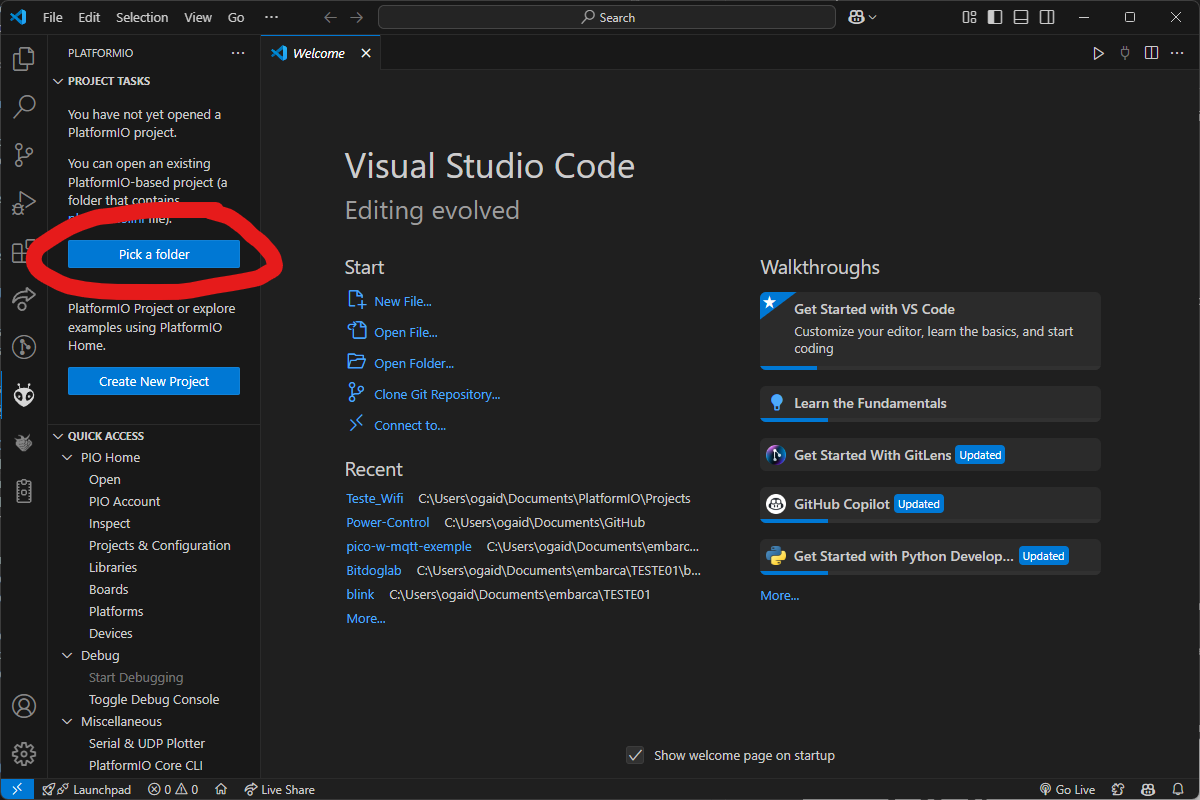 File Edit Selection View Go ··· Search
PLATFORMIO ···
Welcome
PROJECT TASKS
You have not yet opened a
PlatformIO project.
You can open an existing
PlatformIO-based project (a
folder that contains
file).
Pick a folder
PlatformIO Project or explore
examples using PlatformIO
Home.
Create New Project
QUICK ACCESS
PIO Home
Open
PIO Account
Inspect
Projects & Configuration
Libraries
Boards
Platforms
Devices
Debug
Start Debugging
Toggle Debug Console
Miscellaneous
Serial & UDP Plotter
PlatformIO Core CLI
Visual Studio Code
Editing evolved
Start
New File...
Open File...
Open Folder...
Clone Git Repository...
Connect to...
Recent
Teste_Wifi C:\Users\ogaid\Documents\PlatformIO\Projects
Power-Control C:\Users\ogaid\Documents\GitHub
pico-w-mqtt-exemple C:\Users\ogaid\Documents\embarc...
Bitdoglab C:\Users\ogaid\Documents\embarca\TESTE01\b...
blink C:\Users\ogaid\Documents\embarca\TESTE01
More...
Walkthroughs
Get Started with VS Code
Customize your editor, learn the basics, and start
coding
Learn the Fundamentals
Get Started With GitLens Updated
GitHub Copilot Updated
Get Started with Python Develop... Updated
More...
Show welcome page on startup
Launchpad 0 0 Live Share Go Live